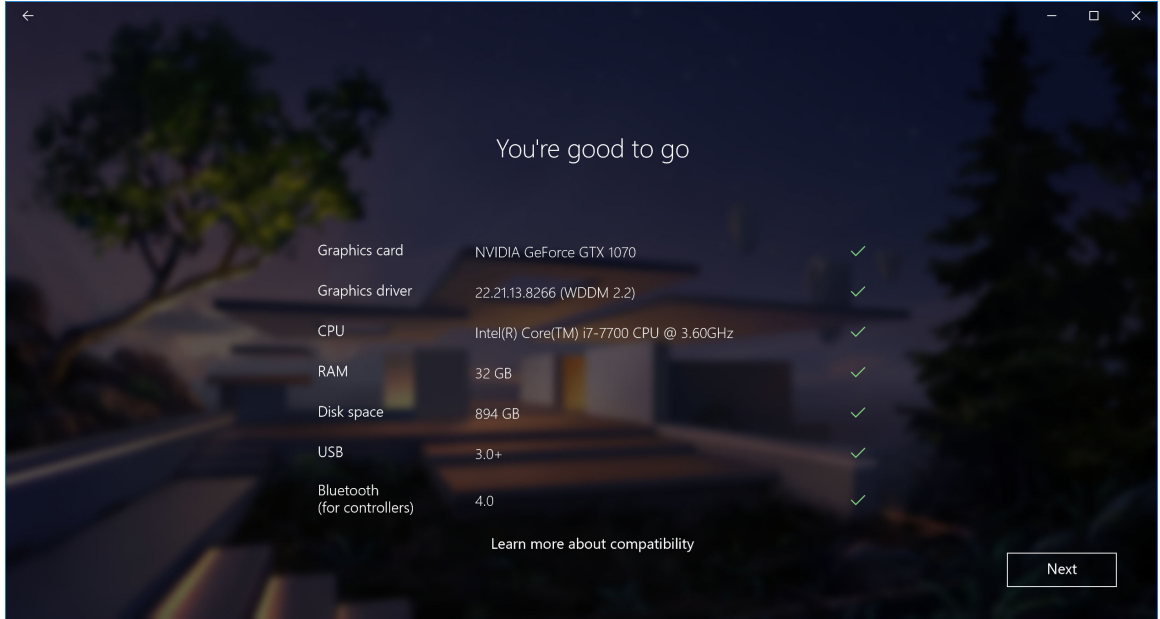 You're good to go
Graphics card NVIDIA GeForce GTX 1070
Graphics driver 22.21.13.8266 (WDDM 2.2)
CPU Intel(R) Core(TM) i7-7700 CPU @ 3.60GHz
RAM 32 GB
Disk space 894 GB
USB 3.0+
Bluetooth
(for controllers) 4.0
Learn more about compatibility
Next